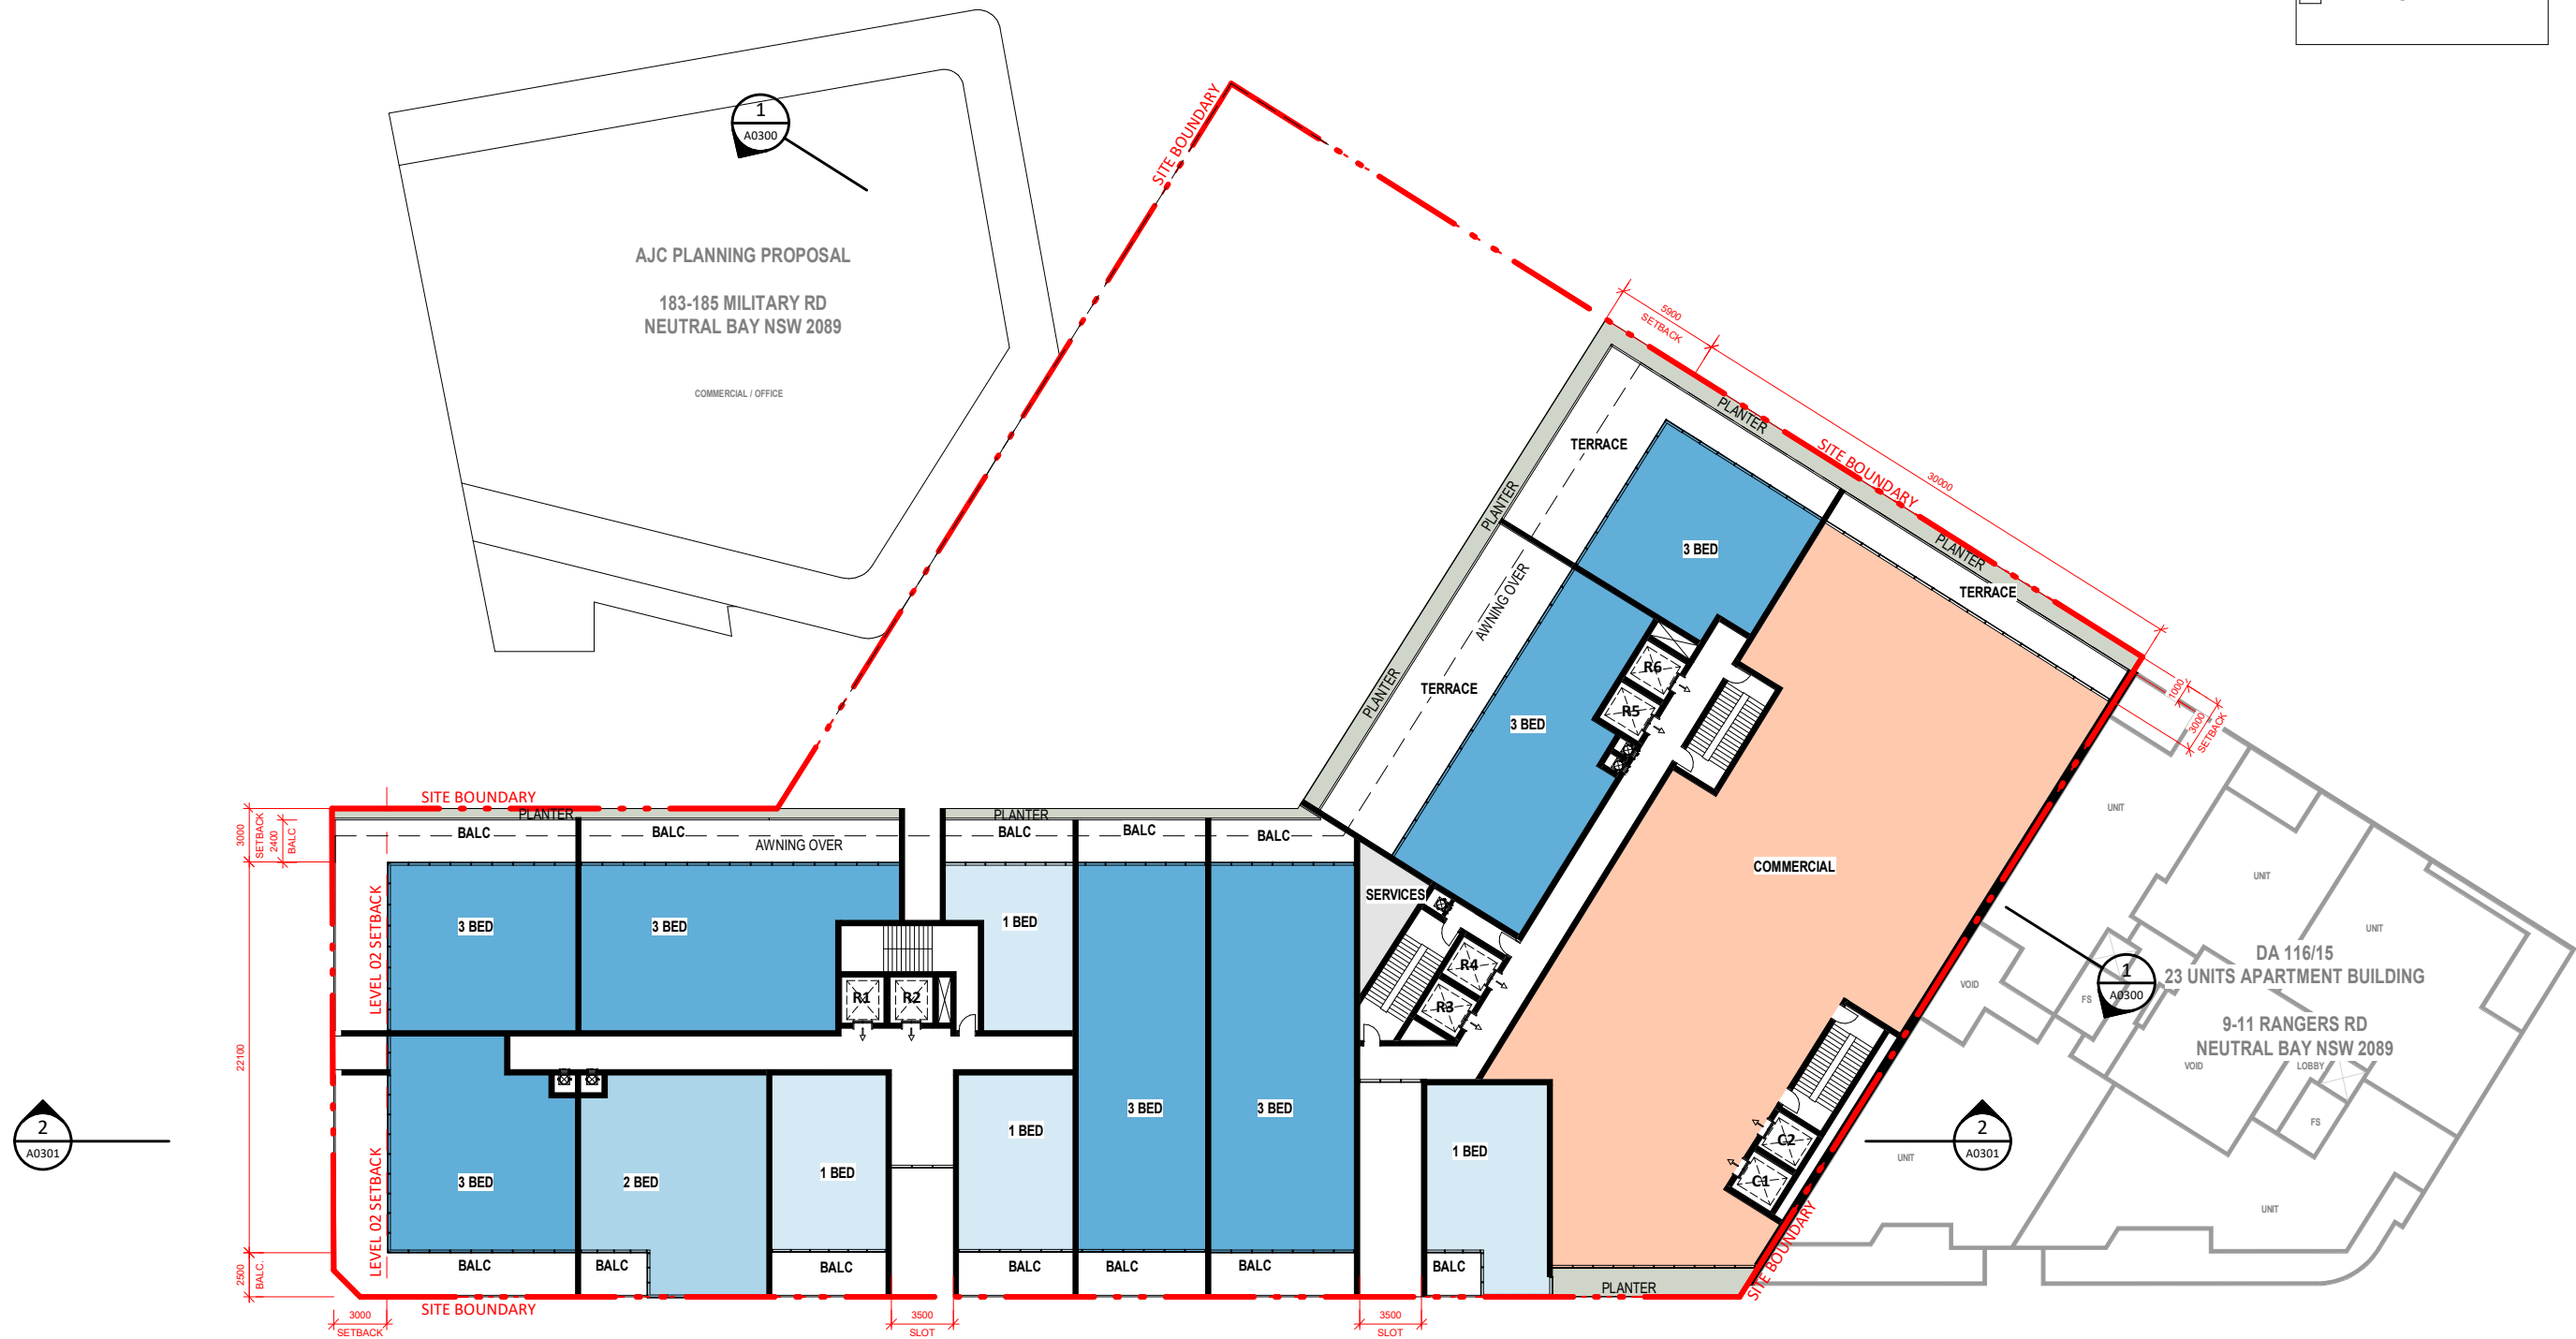 1
A0300
AJC PLANNING PROPOSAL
183-185 MILITARY RD
NEUTRAL BAY NSW 2089
COMMERCIAL / OFFICE
SITE BOUNDARY
5900
SETBACK
PLANTER
SITE BOUNDARY
30000
TERRACE
PLANTER
3 BED
PLANTER
TERRACE
AWNING OVER
PLANTER
TERRACE
3 BED
R6
R5
1000
3000
SETBACK
SITE BOUNDARY
PLANTER
PLANTER
3000
SETBACK
2400
BALC
BALC
BALC
AWNING OVER
BALC
BALC
BALC
COMMERCIAL
SERVICES
3 BED
3 BED
1 BED
LEVEL 02 SETBACK
R1
R2
R4
R3
22100
3 BED
2 BED
1 BED
1 BED
3 BED
3 BED
1 BED
C2
C1
LEVEL 02 SETBACK
2500
BALC.
BALC
BALC
BALC
BALC
BALC
BALC
BALC
PLANTER
SITE BOUNDARY
SITE BOUNDARY
3000
SETBACK
3500
SLOT
3500
SLOT
2
A0301
2
A0301
1
A0300
UNIT
UNIT
UNIT
DA 116/15
23 UNITS APARTMENT BUILDING
9-11 RANGERS RD
NEUTRAL BAY NSW 2089
VOID
FS
VOID
LOBBY
FS
UNIT
UNIT